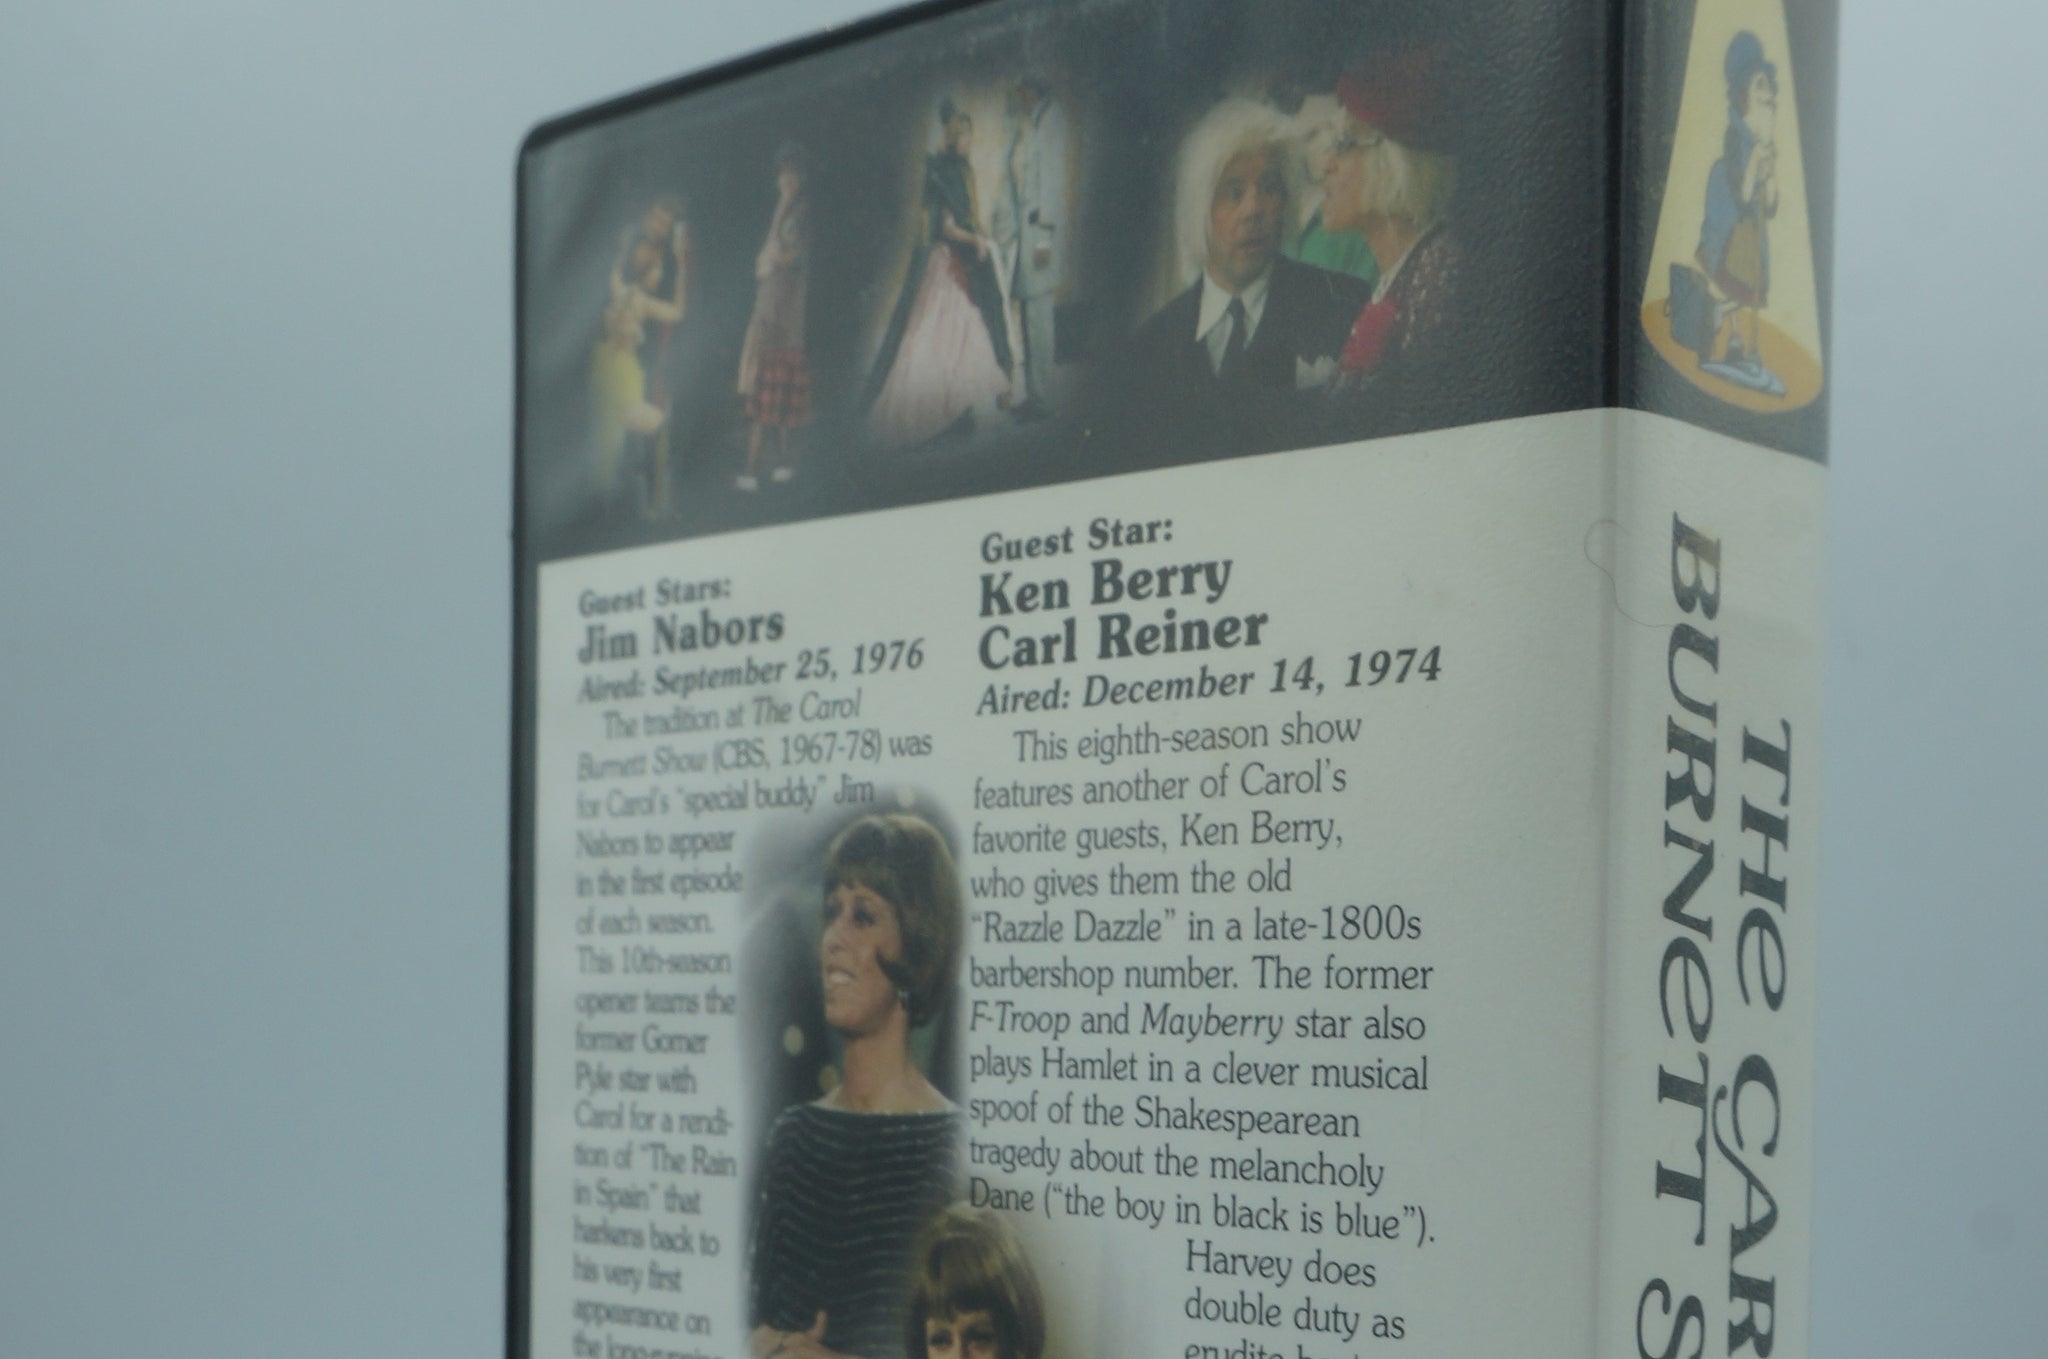 Guest Stars:
Jim Nabors
Aired: September 25, 1976
The tradition at The Carol
Burnett Show (CBS, 1967-78) was
for Carol's "special buddy" Jim
Nabors to appear
in the first episode
of each season.
This 10th-season
opener teams the
former Gomer
Pyle star with
Carol for a rendi-
tion of "The Rain
in Spain" that
harkens back to
his very first
appearance on
Guest Star:
Ken Berry
Carl Reiner
Aired: December 14, 1974
This eighth-season show
features another of Carol's
favorite guests, Ken Berry,
who gives them the old
"Razzle Dazzle" in a late-1800s
barbershop number. The former
F-Troop and Mayberry star also
plays Hamlet in a clever musical
spoof of the Shakespearean
tragedy about the melancholy
Dane ("the boy in black is blue").
Harvey does
double duty as
THE CAR
BURNETT S